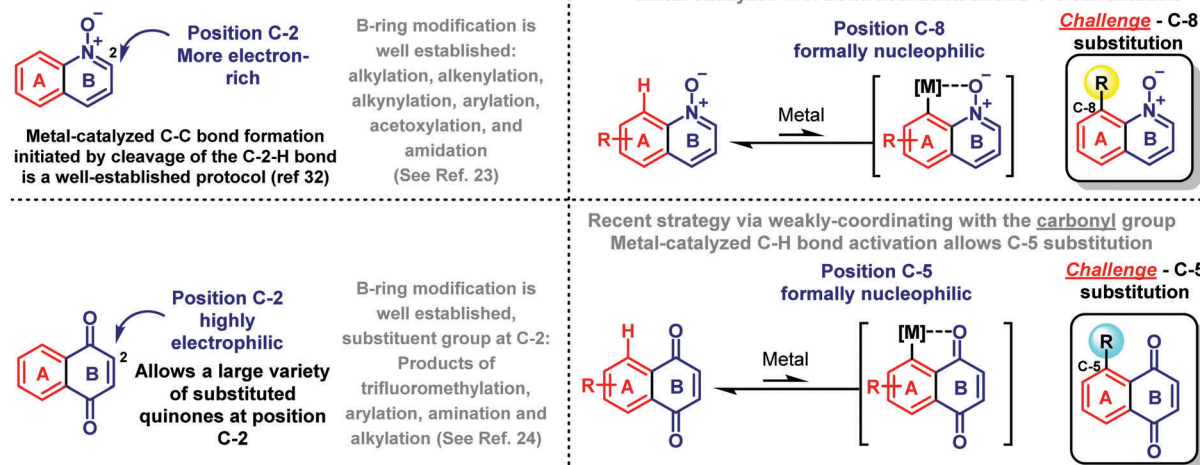 O−
N+
2
A
B
Position C-2
More electron-
rich
Metal-catalyzed C-C bond formation
initiated by cleavage of the C-2-H bond
is a well-established protocol (ref 32)
B-ring modification is
well established:
alkylation, alkenylation,
alkynylation, arylation,
acetoxylation, and
amidation
(See Ref. 23)
Position C-8
formally nucleophilic
H
O−
N+
R
A
B
Metal
[M]
O−
N+
R
A
B
Challenge - C-8
substitution
R
C-8
O−
N+
A
B
O
2
A
B
O
Position C-2
highly
electrophilic
Allows a large variety
of substituted
quinones at position
C-2
B-ring modification is
well established,
substituent group at C-2:
Products of
trifluoromethylation,
arylation, amination and
alkylation (See Ref. 24)
Recent strategy via weakly-coordinating with the carbonyl group
Metal-catalyzed C-H bond activation allows C-5 substitution
Position C-5
formally nucleophilic
H
O
R
A
B
O
Metal
[M]
O
R
A
B
O
Challenge - C-5
substitution
R
C-5
O
A
B
O